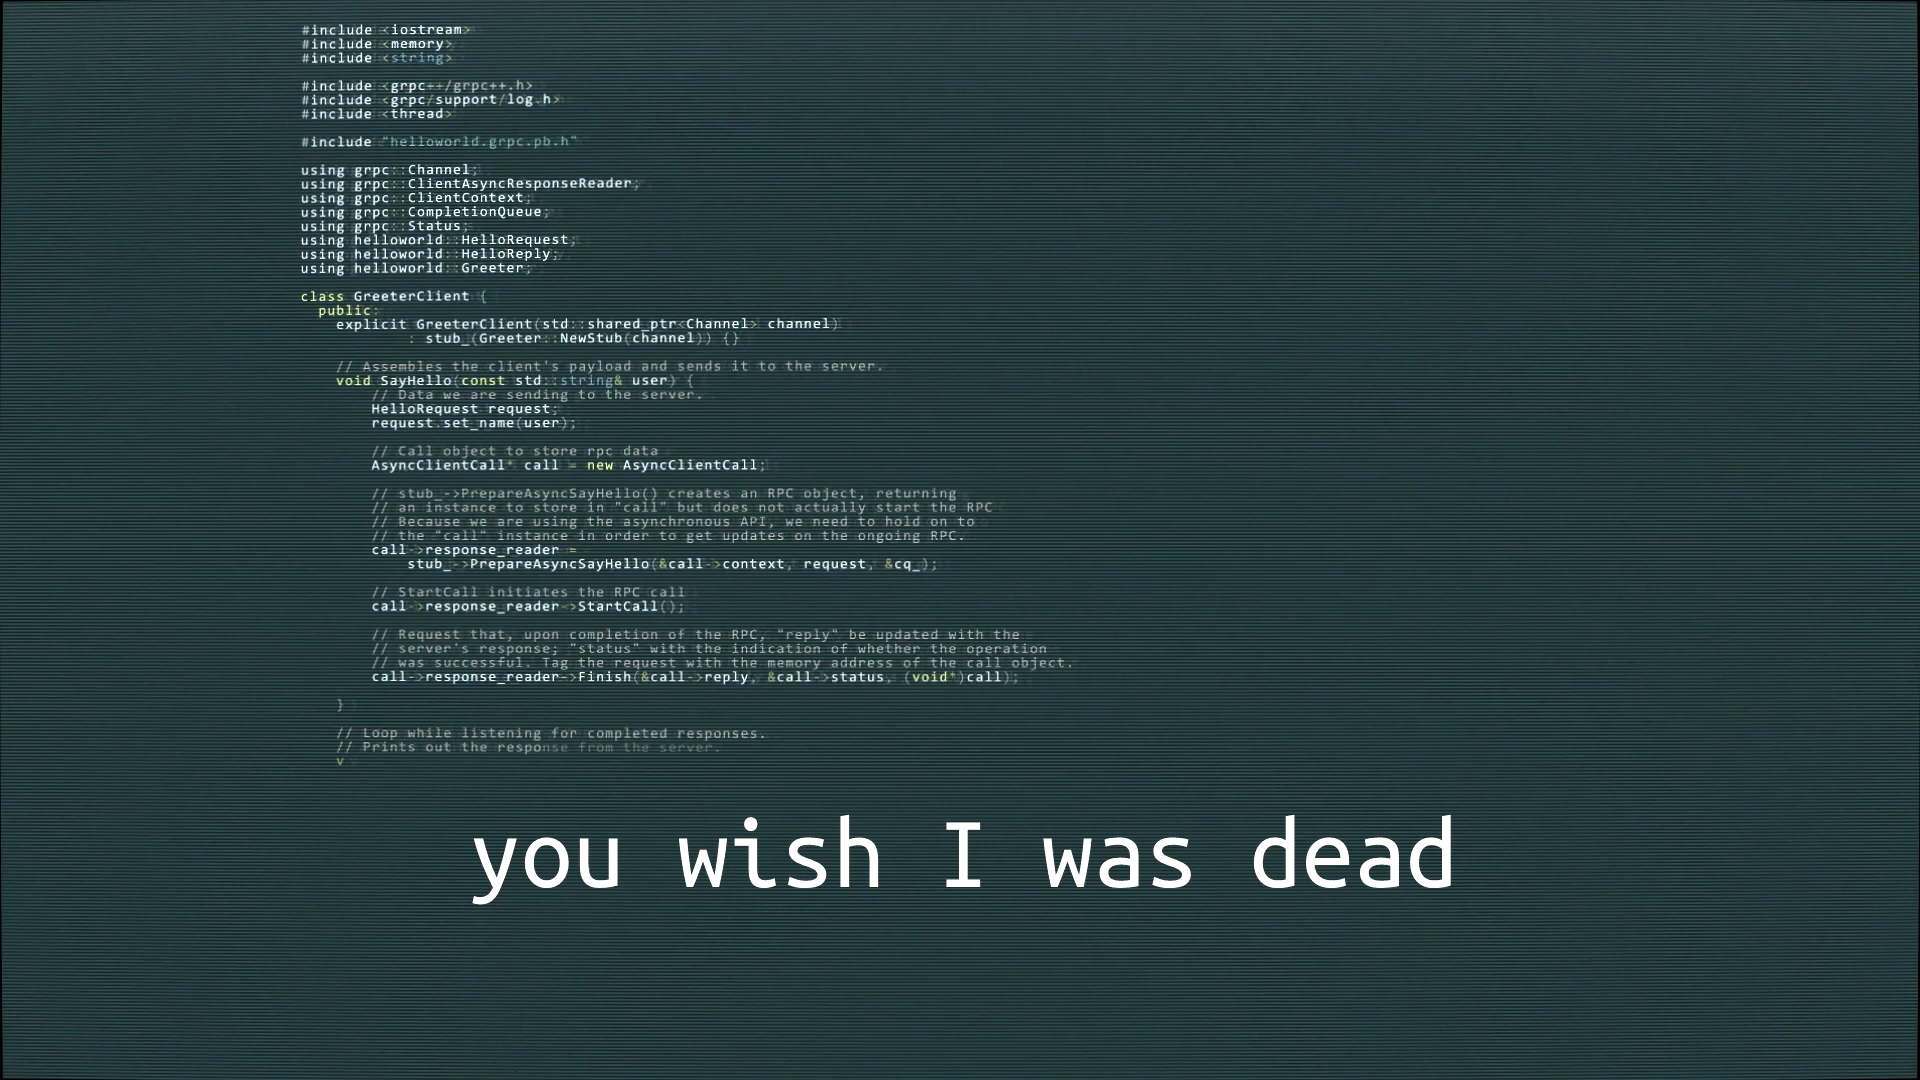 #include <iostream>
#include <memory>
#include <string>
#include <grpc++/grpc++.h>
#include <grpc/support/log.h>
#include <thread>
#include "helloworld.grpc.pb.h"
using grpc::Channel;
using grpc::ClientAsyncResponseReader;
using grpc::ClientContext;
using grpc::CompletionQueue;
using grpc::Status;
using helloworld::HelloRequest;
using helloworld::HelloReply;
using helloworld::Greeter;
class GreeterClient {
public:
explicit GreeterClient(std::shared_ptr<Channel> channel)
: stub_(Greeter::NewStub(channel)) {}
// Assembles the client's payload and sends it to the server.
void SayHello(const std::string& user) {
// Data we are sending to the server.
HelloRequest request;
request.set_name(user);
// Call object to store rpc data
AsyncClientCall* call = new AsyncClientCall;
// stub_->PrepareAsyncSayHello() creates an RPC object, returning
// an instance to store in "call" but does not actually start the RPC
// Because we are using the asynchronous API, we need to hold on to
// the "call" instance in order to get updates on the ongoing RPC.
call->response_reader =
stub_->PrepareAsyncSayHello(&call->context, request, &cq_);
// StartCall initiates the RPC call
call->response_reader->StartCall();
// Request that, upon completion of the RPC, "reply" be updated with the
// server's response; "status" with the indication of whether the operation
// was successful. Tag the request with the memory address of the call object.
call->response_reader->Finish(&call->reply, &call->status, (void*)call);
}
// Loop while listening for completed responses.
// Prints out the response from the server.
v
you wish I was dead